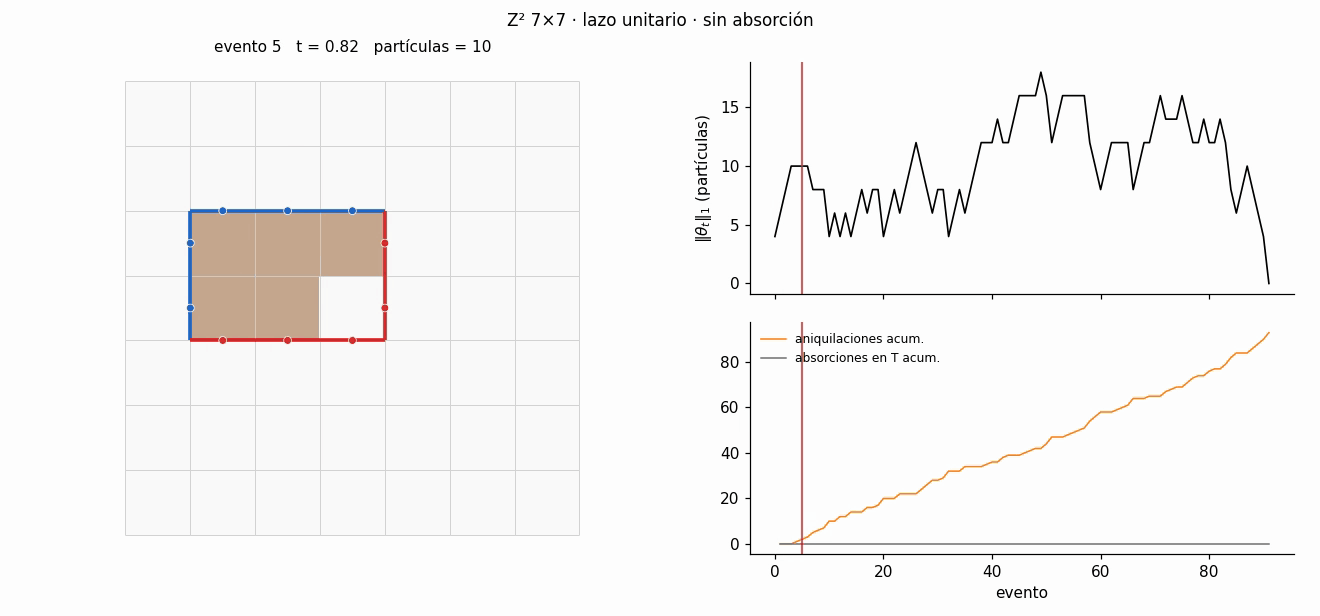 Z² 7×7 · lazo unitario · sin absorción
evento 5   t = 0.82   partículas = 10
‖θₜ‖₁ (partículas)
15
10
5
0
aniquilaciones acum.
absorciones en T acum.
80
60
40
20
0
0 20 40 60 80
evento